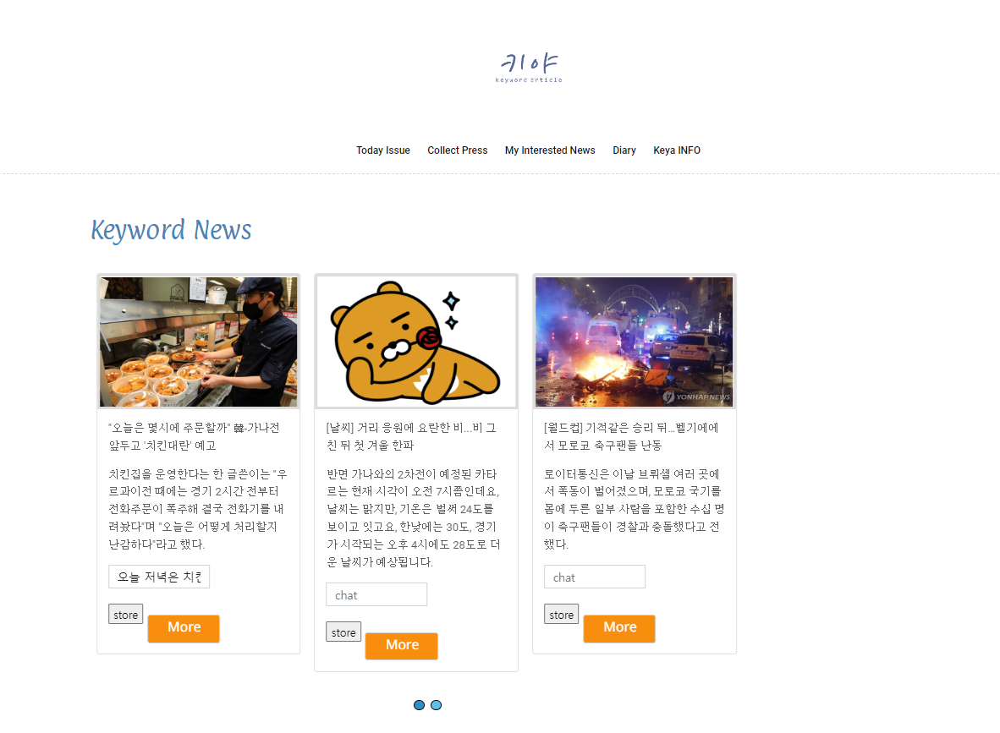 키야
keyword article
Today Issue Collect Press My Interested News Diary Keya INFO
Keyword News
YONHAP NEWS
"오늘은 몇시에 주문할까" 韓-가나전
앞두고 '치킨대란' 예고
치킨집을 운영한다는 한 글쓴이는 "우
르과이전 때에는 경기 2시간 전부터
전화주문이 폭주해 결국 전화기를 내
려놨다"며 "오늘은 어떻게 처리할지
난감하다"라고 했다.
오늘 저녁은 치킨
store
More
[날씨] 거리 응원에 요란한 비...비 그
친 뒤 첫 겨울 한파
반면 가나와의 2차전이 예정된 카타
르는 현재 시각이 오전 7시쯤인데요,
날씨는 맑지만, 기온은 벌써 24도를
보이고 잇고요, 한낮에는 30도, 경기
가 시작되는 오후 4시에도 28도로 더
운 날씨가 예상됩니다.
chat
store
More
[월드컵] 기적같은 승리 뒤…벨기에에
서 모로코 축구팬들 난동
로이터통신은 이날 브뤼셀 여러 곳에
서 폭동이 벌어졌으며, 모로코 국기를
몸에 두른 일부 사람을 포함한 수십 명
이 축구팬들이 경찰과 충돌했다고 전
했다.
chat
store
More